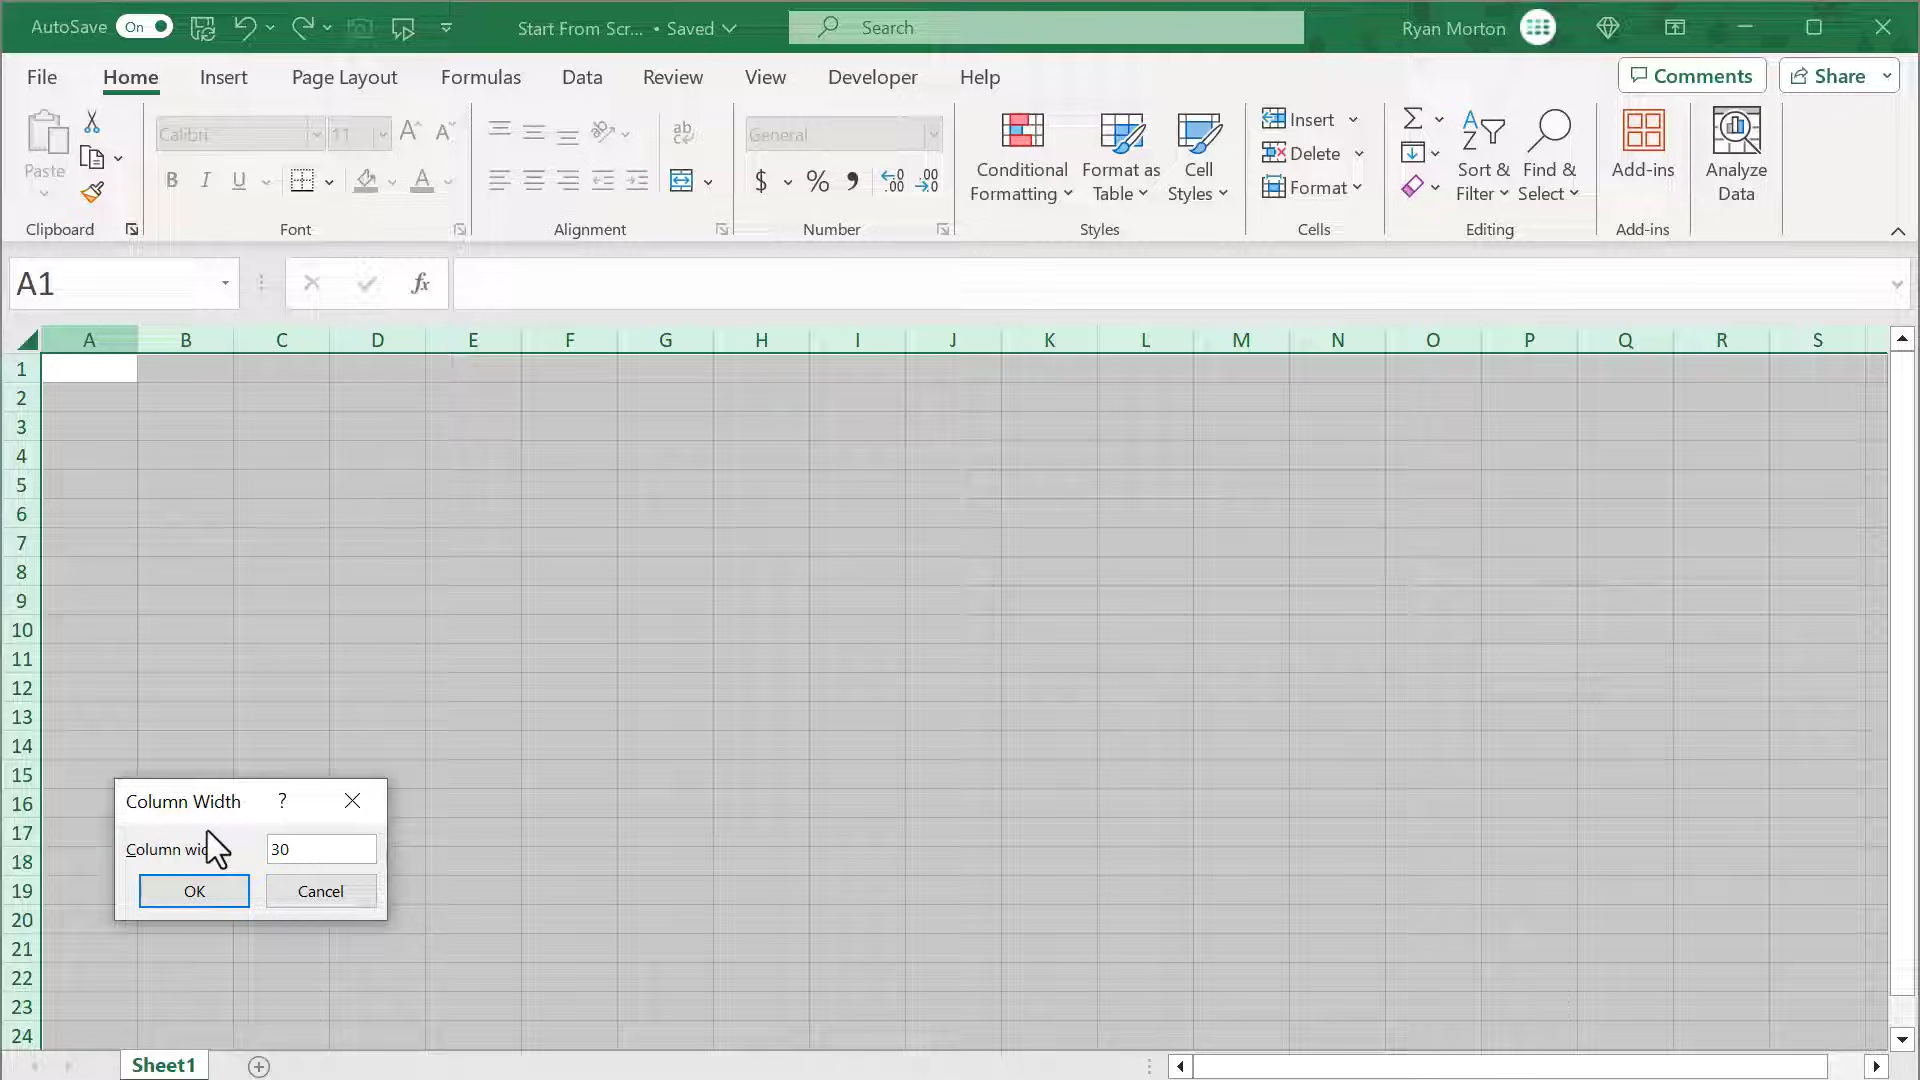 AutoSave On Start From Scr... • Saved Search Ryan Morton
File Home Insert Page Layout Formulas Data Review View Developer Help Comments Share
Paste
Calibri 11
B I U
ab
General
$ % 9 .00 .00
Conditional
Formatting
Format as
Table
Cell
Styles
Insert
Delete
Format
Sort &
Filter
Find &
Select
Add-ins
Analyze
Data
Clipboard Font Alignment Number Styles Cells Editing Add-ins
A1 fx
A B C D E F G H I J K L M N O P Q R S
1
2
3
4
5
6
7
8
9
10
11
12
13
14
15
16
17
18
19
20
21
22
23
24
Column Width ?
Column 30
OK Cancel
Sheet1